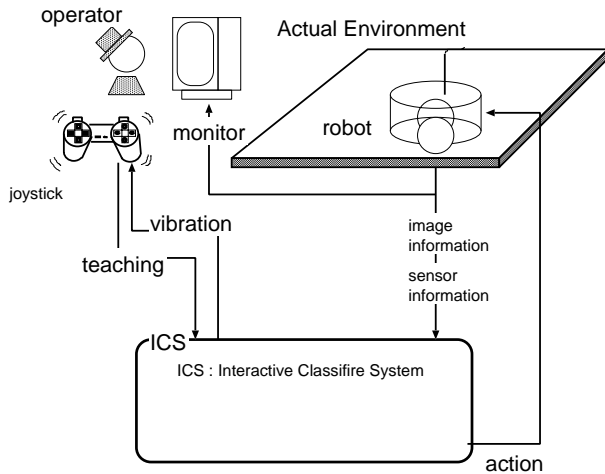 operator
Actual Environment
monitor
robot
joystick
vibration
teaching
image
information
sensor
information
ICS
ICS : Interactive Classifire System
action